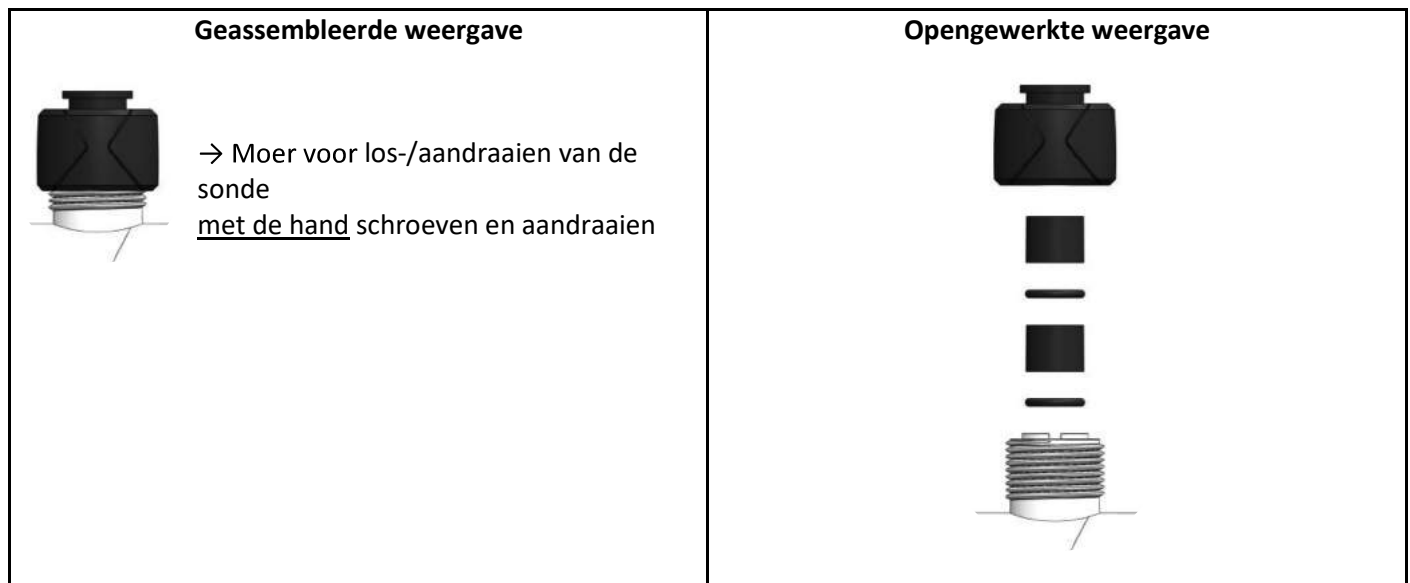 Geassembleerde weergave
Opengewerkte weergave
→ Moer voor los-/aandraaien van de
sonde
met de hand schroeven en aandraaien